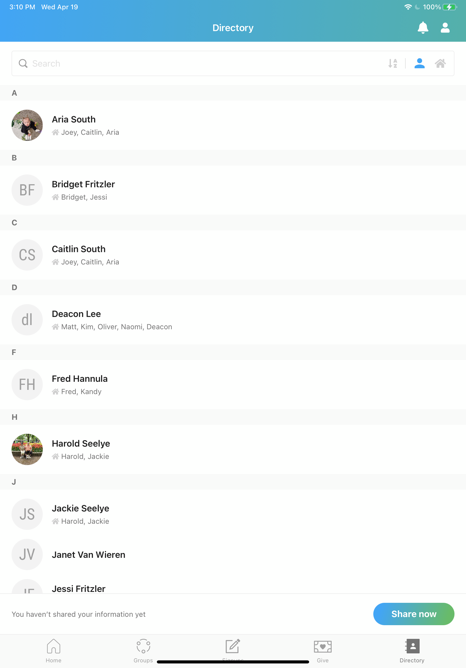 3:10 PM Wed Apr 19
100%
Directory
Search
A
Aria South
Joey, Caitlin, Aria
B
BF
Bridget Fritzler
Bridget, Jessi
C
CS
Caitlin South
Joey, Caitlin, Aria
D
dl
Deacon Lee
Matt, Kim, Oliver, Naomi, Deacon
F
FH
Fred Hannula
Fred, Kandy
H
Harold Seelye
Harold, Jackie
J
JS
Jackie Seelye
Harold, Jackie
JV
Janet Van Wieren
Jessi Fritzler
You haven't shared your information yet
Share now
Home
Groups
Give
Directory